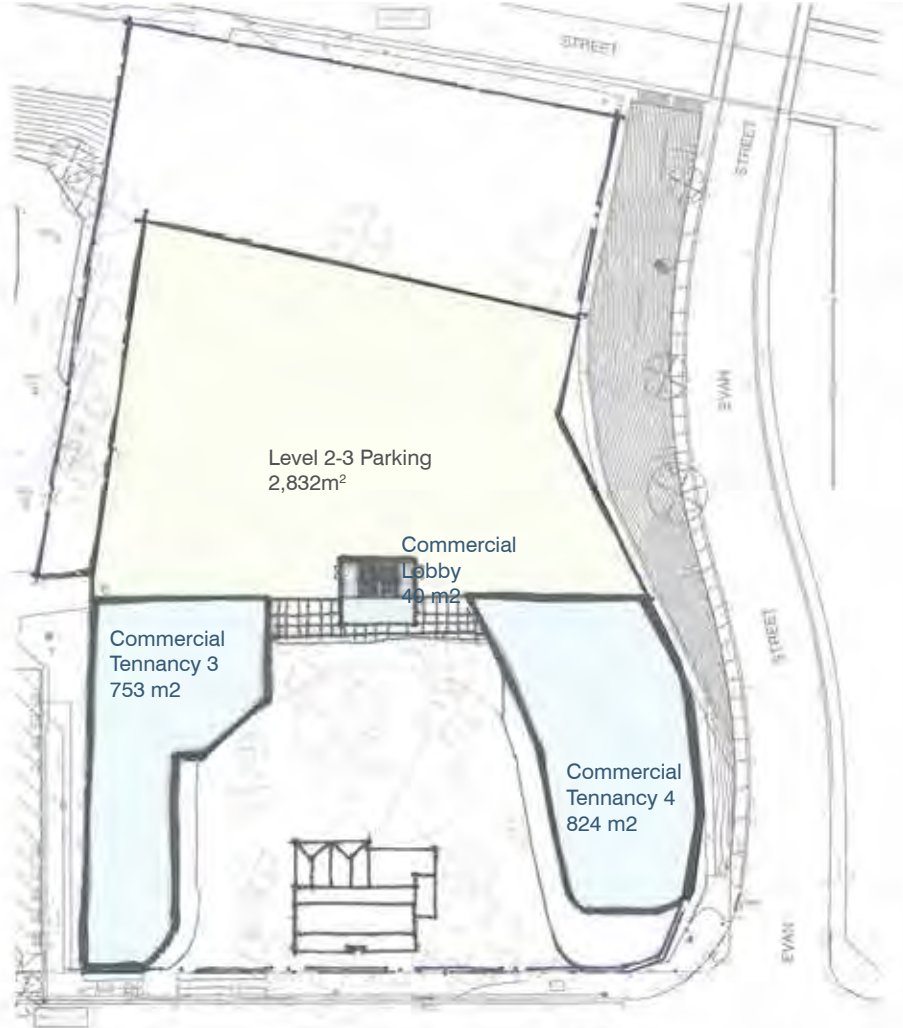 STREET
STREET
EVAN
Level 2-3 Parking
2,832m²
Commercial
Lobby
40 m2
Commercial
Tennancy 3
753 m2
STREET
Commercial
Tennancy 4
824 m2
EVAN